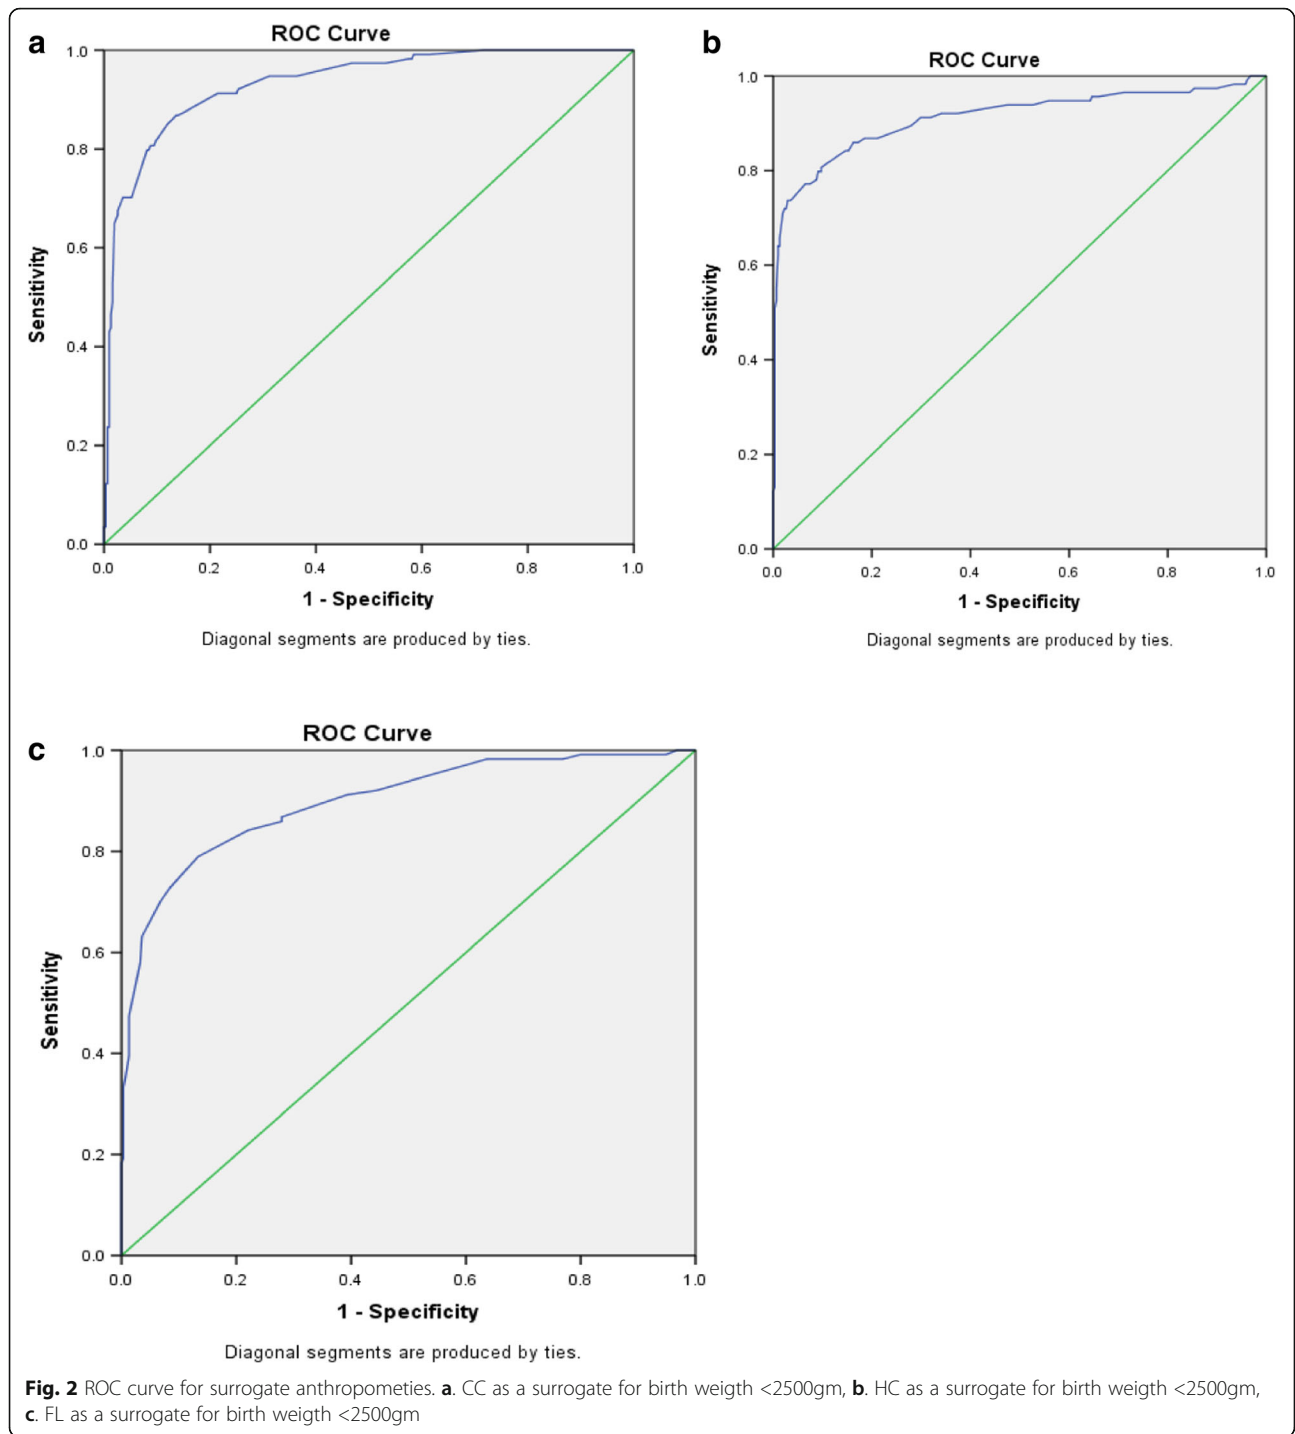 a
ROC Curve
1.0
0.8
0.6
0.4
0.2
0.0
Sensitivity
0.0 0.2 0.4 0.6 0.8 1.0
1 - Specificity
Diagonal segments are produced by ties.
b
ROC Curve
1.0
0.8
0.6
0.4
0.2
0.0
Sensitivity
0.0 0.2 0.4 0.6 0.8 1.0
1 - Specificity
Diagonal segments are produced by ties.
c
ROC Curve
1.0
0.8
0.6
0.4
0.2
0.0
Sensitivity
0.0 0.2 0.4 0.6 0.8 1.0
1 - Specificity
Diagonal segments are produced by ties.
Fig. 2 ROC curve for surrogate anthropometies. a. CC as a surrogate for birth weigth <2500gm, b. HC as a surrogate for birth weigth <2500gm,
c. FL as a surrogate for birth weigth <2500gm